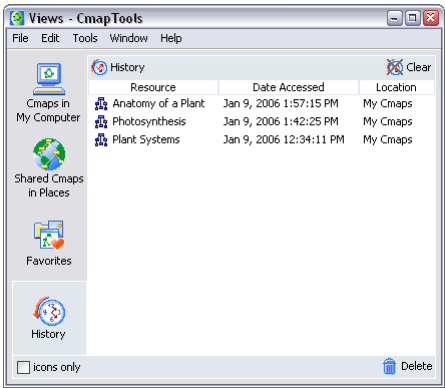 Views - CmapTools
File Edit Tools Window Help
History Clear
Resource Date Accessed Location
Anatomy of a Plant Jan 9, 2006 1:57:15 PM My Cmaps
Photosynthesis Jan 9, 2006 1:42:25 PM My Cmaps
Plant Systems Jan 9, 2006 12:34:11 PM My Cmaps
Cmaps in
My Computer
Shared Cmaps
in Places
Favorites
History
icons only Delete